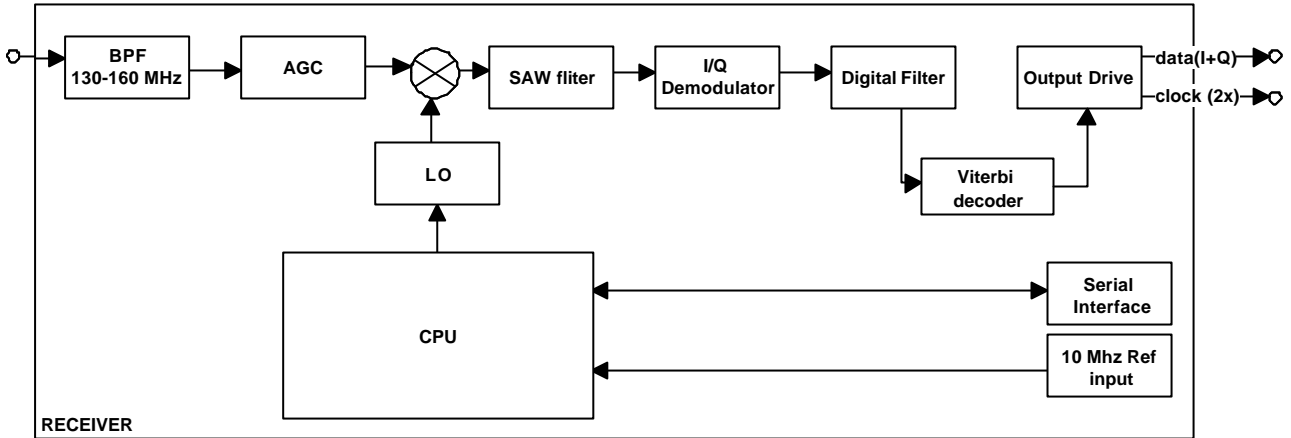 BPF
130-160 MHz
AGC
SAW fliter
I/Q
Demodulator
Digital Filter
Output Drive
data(I+Q)
clock (2x)
LO
Viterbi
decoder
CPU
Serial
Interface
10 Mhz Ref
input
RECEIVER